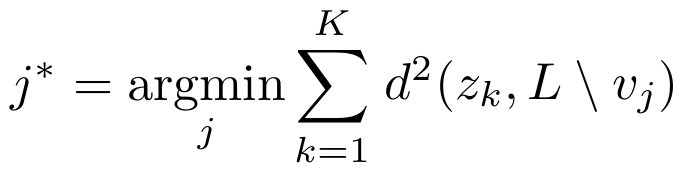 j^* = \underset{j}{\operatorname{argmin}} \sum_{k=1}^{K} d^2(z_k, L \setminus v_j)